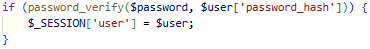 if (password_verify($password, $user['password_hash'])) {
    $_SESSION['user'] = $user;
}